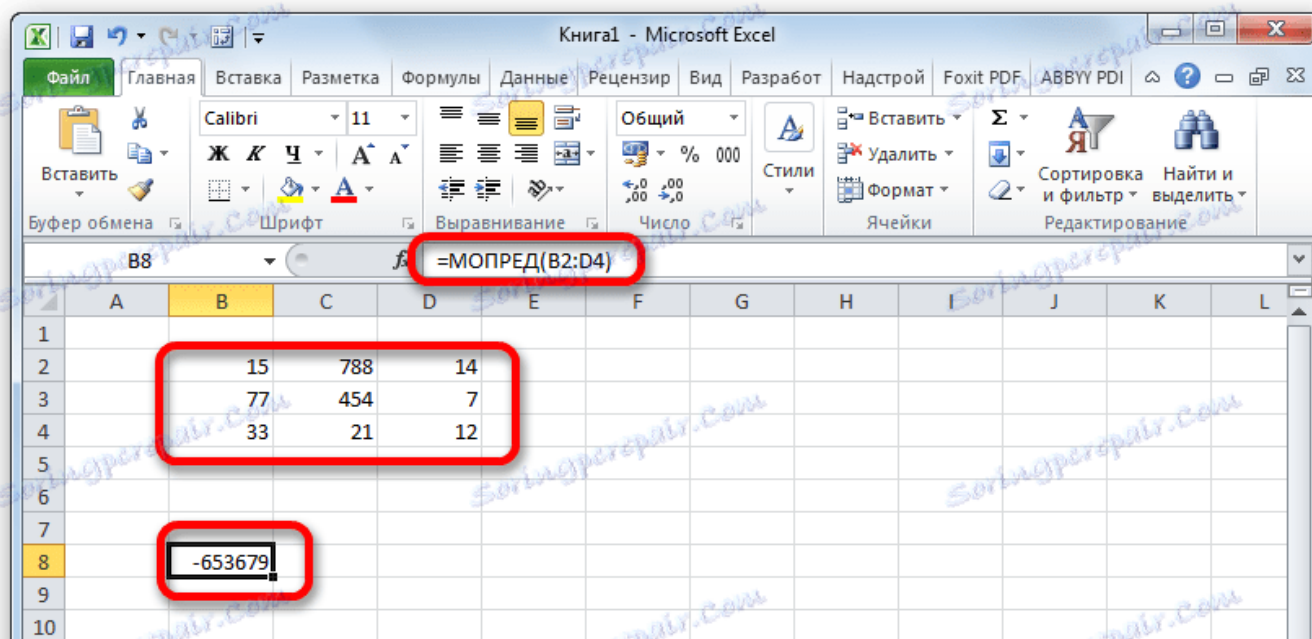 Книга1 - Microsoft Excel
Файл Главная Вставка Разметка Формулы Данные Рецензир Вид Разработ Надстрой Foxit PDF ABBYY PDI
Calibri 11 Общий Вставить Σ
Ж К Ч А А % 000 Удалить
Вставить Стили Формат Сортировка и фильтр Найти и выделить
Буфер обмена Шрифт Выравнивание Число Ячейки Редактирование
B8 fx =МОПРЕД(B2:D4)
A B C D E F G H I J K L
1
2 15 788 14
3 77 454 7
4 33 21 12
5
6
7
8 -653679
9
10